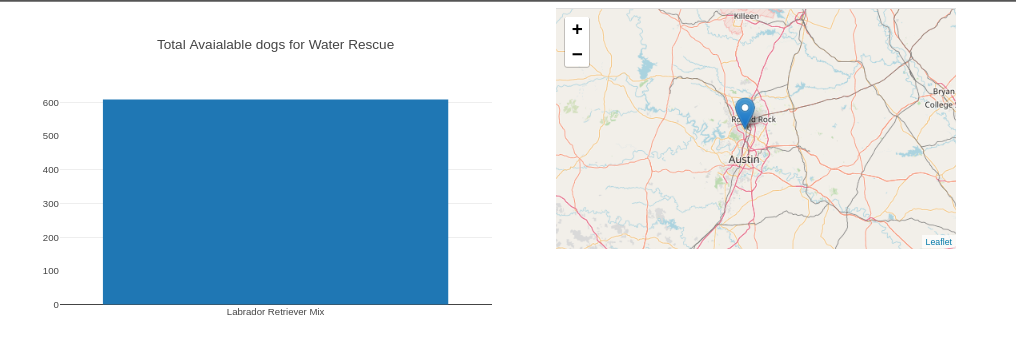 Total Avaialable dogs for Water Rescue
600
500
400
300
200
100
0
Labrador Retriever Mix
+
−
Killeen
Bryan
College
Round Rock
Austin
Leaflet